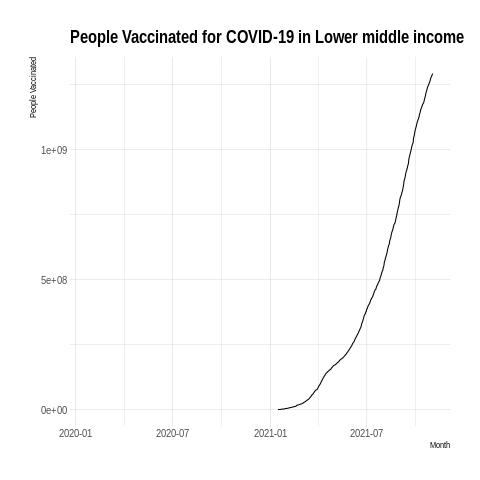 People Vaccinated for COVID-19 in Lower middle income
People Vaccinated
1e+09
5e+08
0e+00
2020-01 2020-07 2021-01 2021-07
Month